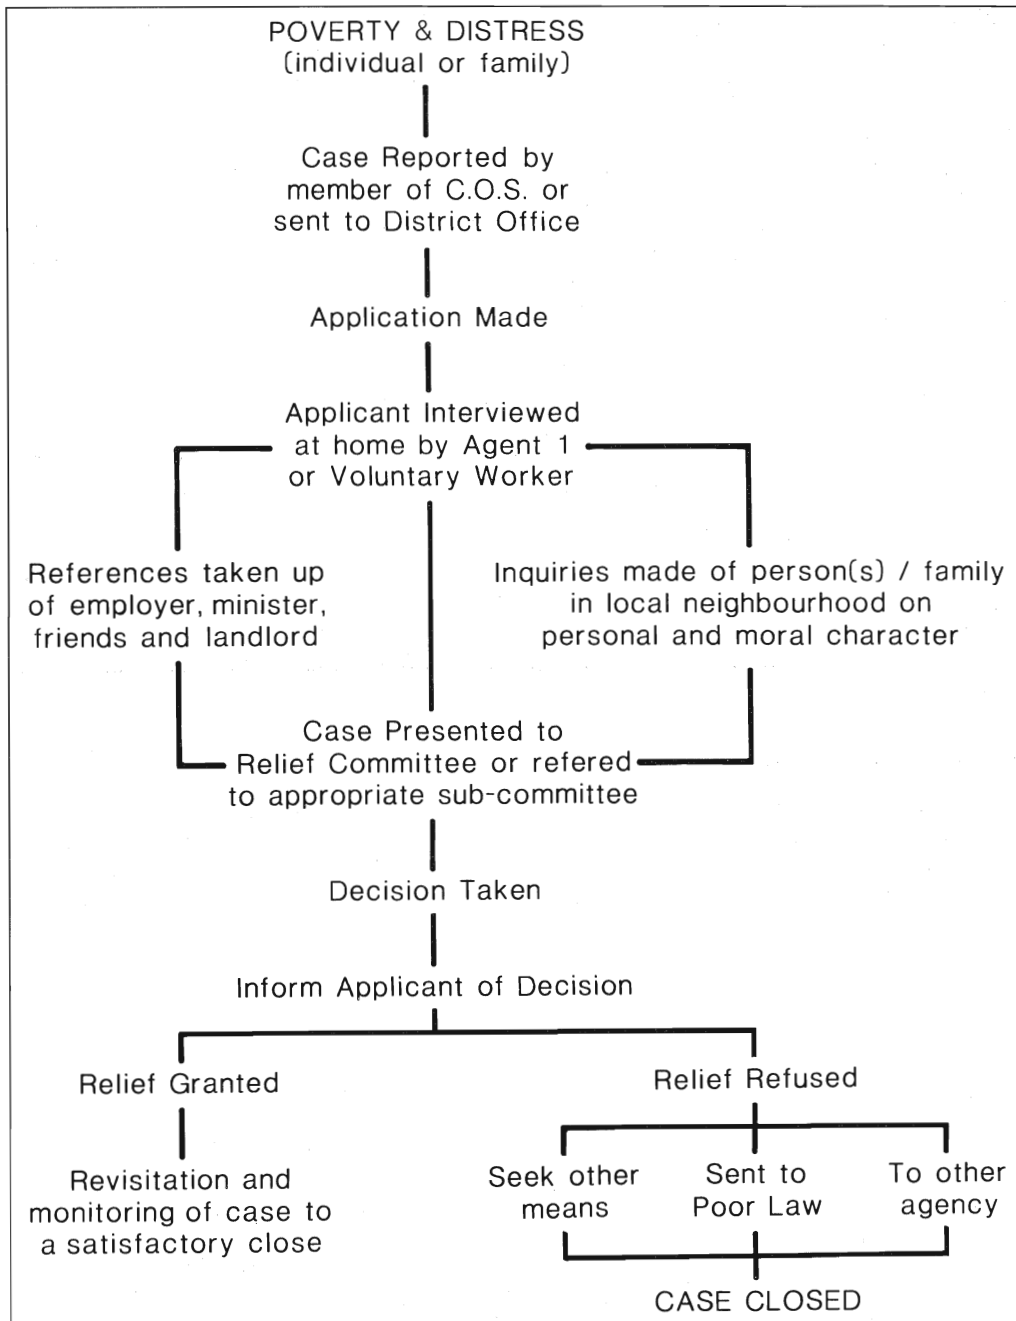 POVERTY & DISTRESS
(individual or family)
Case Reported by
member of C.O.S. or
sent to District Office
Application Made
Applicant Interviewed
at home by Agent 1
or Voluntary Worker
References taken up
of employer, minister,
friends and landlord
Inquiries made of person(s) / family
in local neighbourhood on
personal and moral character
Case Presented to
Relief Committee or refered
to appropriate sub-committee
Decision Taken
Inform Applicant of Decision
Relief Granted
Relief Refused
Revisitation and
monitoring of case to
a satisfactory close
Seek other
means
Sent to
Poor Law
To other
agency
CASE CLOSED